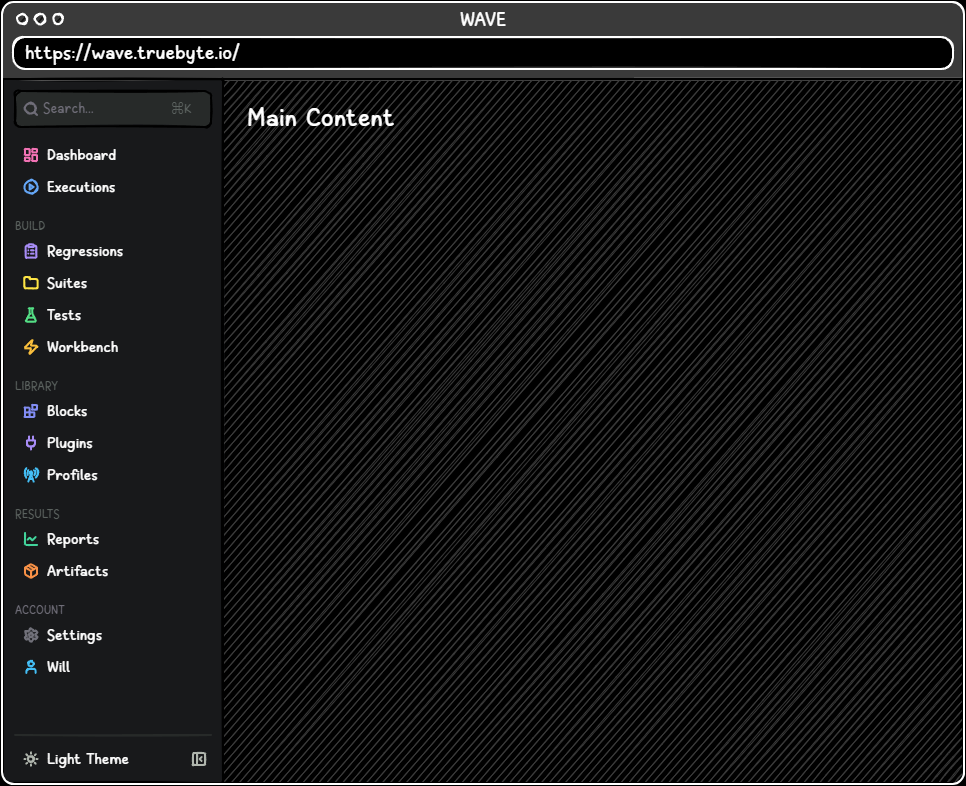 WAVE
https://wave.truebyte.io/
Search... ⌘K
Main Content
Dashboard
Executions
BUILD
Regressions
Suites
Tests
Workbench
LIBRARY
Blocks
Plugins
Profiles
RESULTS
Reports
Artifacts
ACCOUNT
Settings
Will
Light Theme